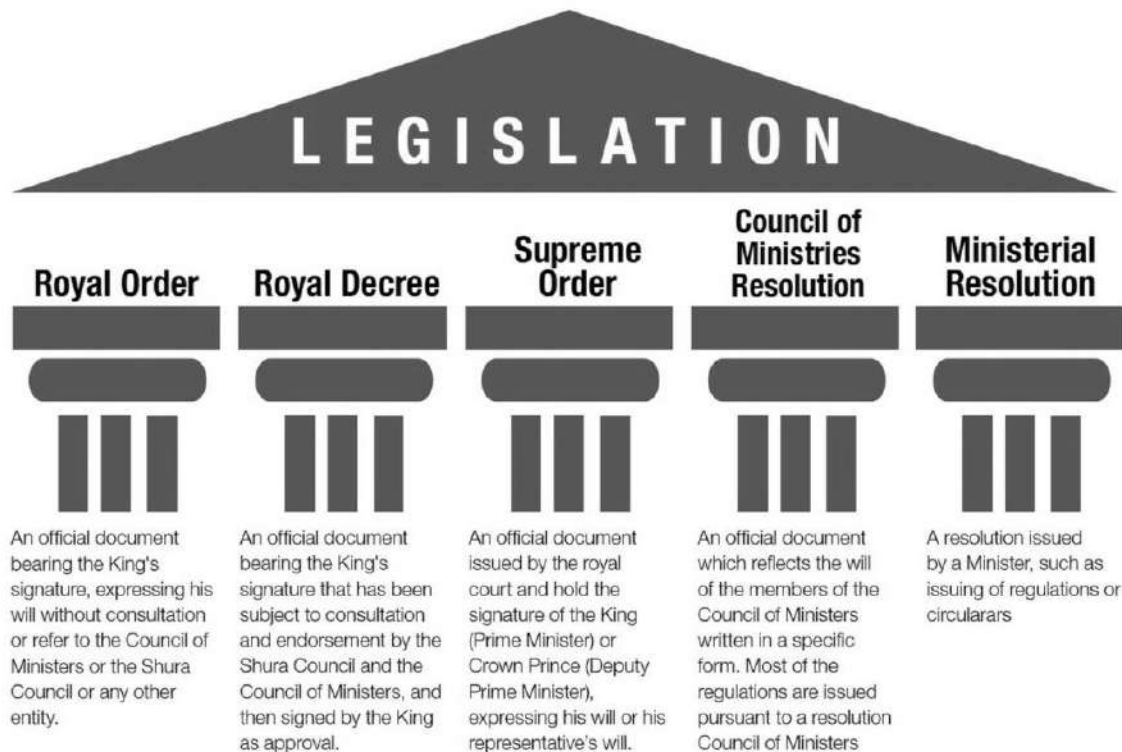 LEGISLATION
Royal Order
An official document
bearing the King's
signature, expressing his
will without consultation
or refer to the Council of
Ministers or the Shura
Council or any other
entity.
Royal Decree
An official document
bearing the King's
signature that has been
subject to consultation
and endorsement by the
Shura Council and the
Council of Ministers, and
then signed by the King
as approval.
Supreme
Order
An official document
issued by the royal
court and hold the
signature of the King
(Prime Minister) or
Crown Prince (Deputy
Prime Minister),
expressing his will or his
representative's will.
Council of
Ministries
Resolution
An official document
which reflects the will
of the members of the
Council of Ministers
written in a specific
form. Most of the
regulations are issued
pursuant to a resolution
Council of Ministers
Ministerial
Resolution
A resolution issued
by a Minister, such as
issuing of regulations or
circularars